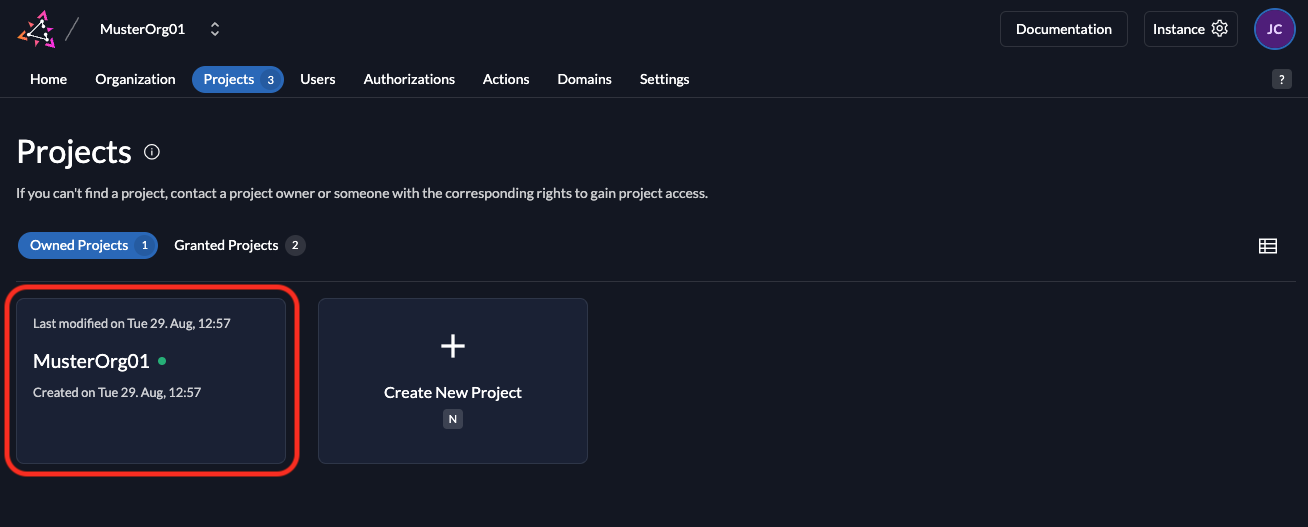 MusterOrg01
Documentation
Instance
JC
Home Organization Projects 3 Users Authorizations Actions Domains Settings ?
Projects
If you can't find a project, contact a project owner or someone with the corresponding rights to gain project access.
Owned Projects 1 Granted Projects 2
Last modified on Tue 29. Aug, 12:57
MusterOrg01
Created on Tue 29. Aug, 12:57
Create New Project
N